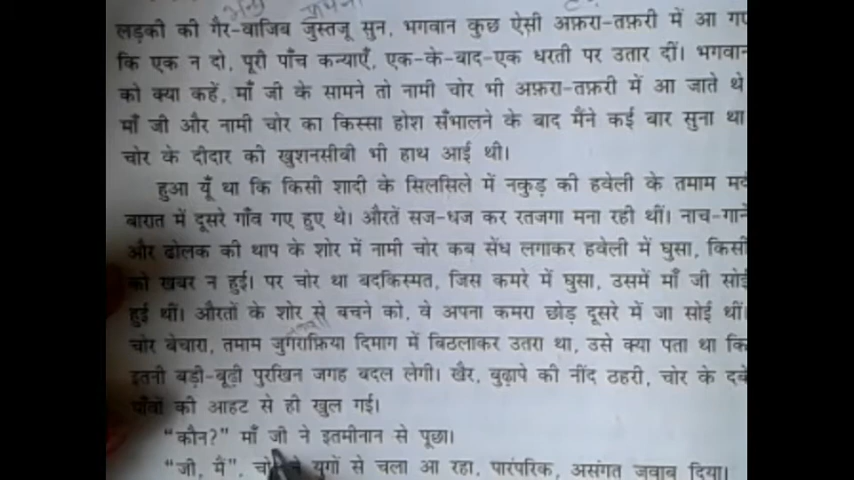 लड़की की गैर-वाजिब जुस्तजू सुन, भगवान कुछ ऐसी अफ़रा-तफ़री में आ गए
कि एक न दो, पूरी पाँच कन्याएँ, एक-के-बाद-एक धरती पर उतार दीं। भगवान
को क्या कहें, माँ जी के सामने तो नामी चोर भी अफ़रा-तफ़री में आ जाते थे
माँ जी और नामी चोर का किस्सा होश सँभालने के बाद मैंने कई बार सुना था
चोर के दीदार की खुशनसीबी भी हाथ आई थी।
हुआ यूँ था कि किसी शादी के सिलसिले में नकुड़ की हवेली के तमाम मर्द
बारात में दूसरे गाँव गए हुए थे। औरतें सज-धज कर रतजगा मना रही थीं। नाच-गाने
और ढोलक की थाप के शोर में नामी चोर कब सेंध लगाकर हवेली में घुसा, किसी
को खबर न हुई। पर चोर था बदकिस्मत, जिस कमरे में घुसा, उसमें माँ जी सोई
हुई थीं। औरतों के शोर से बचने को, वे अपना कमरा छोड़ दूसरे में जा सोई थीं।
चोर बेचारा, तमाम जुगराफ़िया दिमाग में बिठलाकर उतरा था, उसे क्या पता था कि
इतनी बड़ी-बूढ़ी पुरखिन जगह बदल लेगी। खैर, बुढ़ापे की नींद ठहरी, चोर के दबे
पाँवों की आहट से ही खुल गई।
“कौन?” माँ जी ने इतमीनान से पूछा।
“जी, मैं”, ने युगों से चला आ रहा, पारंपरिक, असंगत जवाब दिया।